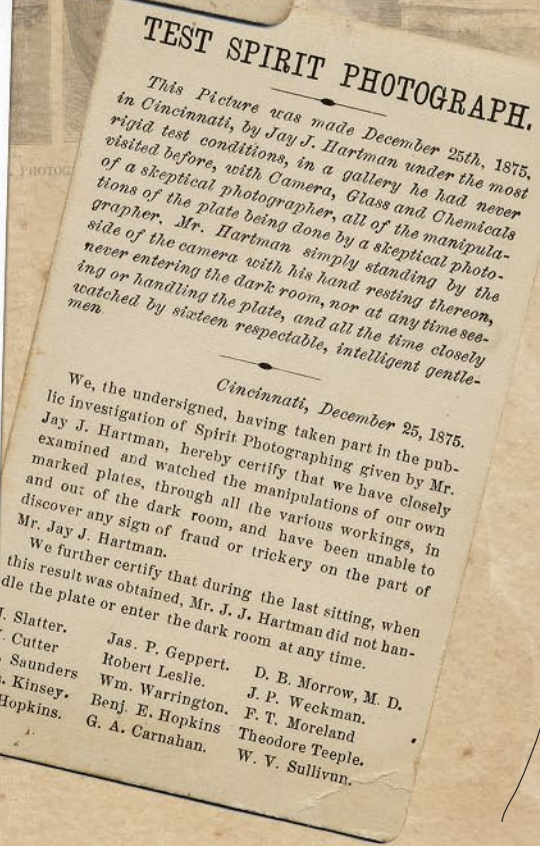 TEST SPIRIT PHOTOGRAPH.
This Picture was made December 25th, 1875,
in Cincinnati, by Jay J. Hartman under the most
rigid test conditions, in a gallery he had never
visited before, with Camera, Glass and Chemicals
of a skeptical photographer, all of the manipula-
tions of the plate being done by a skeptical photo-
grapher, Mr. Hartman simply standing by the
side of the camera with his hand resting thereon,
never entering the dark room, nor at any time see-
ing or handling the plate, and all the time closely
watched by sixteen respectable, intelligent gentle-
men
Cincinnati, December 25, 1875.
We, the undersigned, having taken part in the pub-
lic investigation of Spirit Photographing given by Mr.
Jay J. Hartman, hereby certify that we have closely
examined and watched the manipulations of our own
marked plates, through all the various workings, in
and out of the dark room, and have been unable to
discover any sign of fraud or trickery on the part of
Mr. Jay J. Hartman.
We further certify that during the last sitting, when
this result was obtained, Mr. J. J. Hartman did not han-
dle the plate or enter the dark room at any time.
J. Slatter.
Cutter
Saunders
Kinsey.
Hopkins.
Jas. P. Geppert.
Robert Leslie.
Wm. Warrington.
Benj. E. Hopkins
G. A. Carnahan.
D. B. Morrow, M. D.
J. P. Weckman.
F. T. Moreland
Theodore Teeple.
W. V. Sullivun.